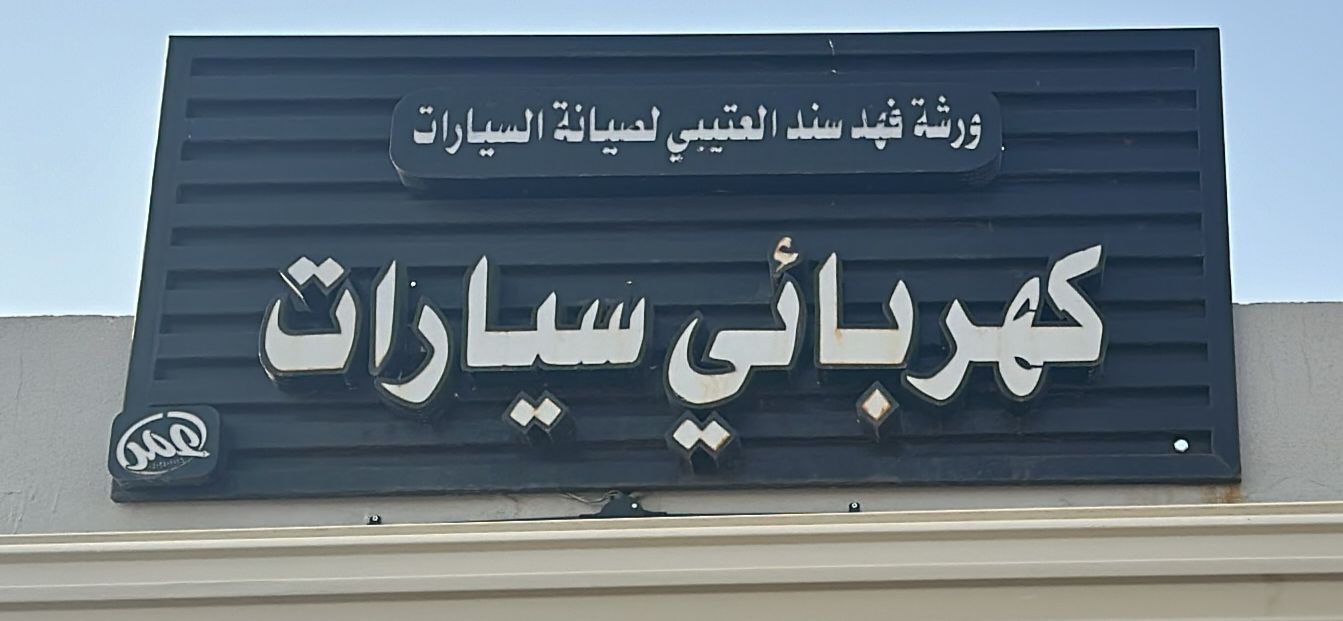 ورشة فهد سند العتيبي لصيانة السيارات
كهربائي سيارات